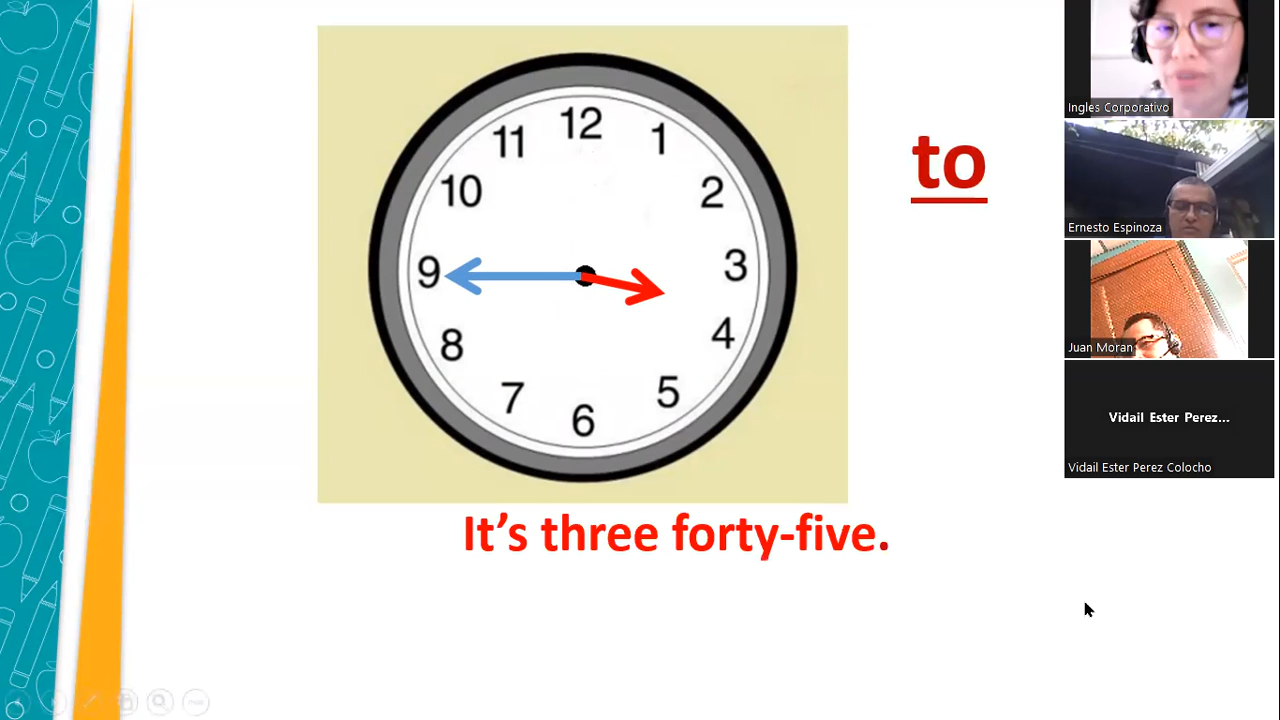 12
11
1
10
2
9
3
8
4
7
5
6
to
It's three forty-five.
Ingles Corporativo
Ernesto Espinoza
Juan Moran
Vidail Ester Perez...
Vidail Ester Perez Colocho